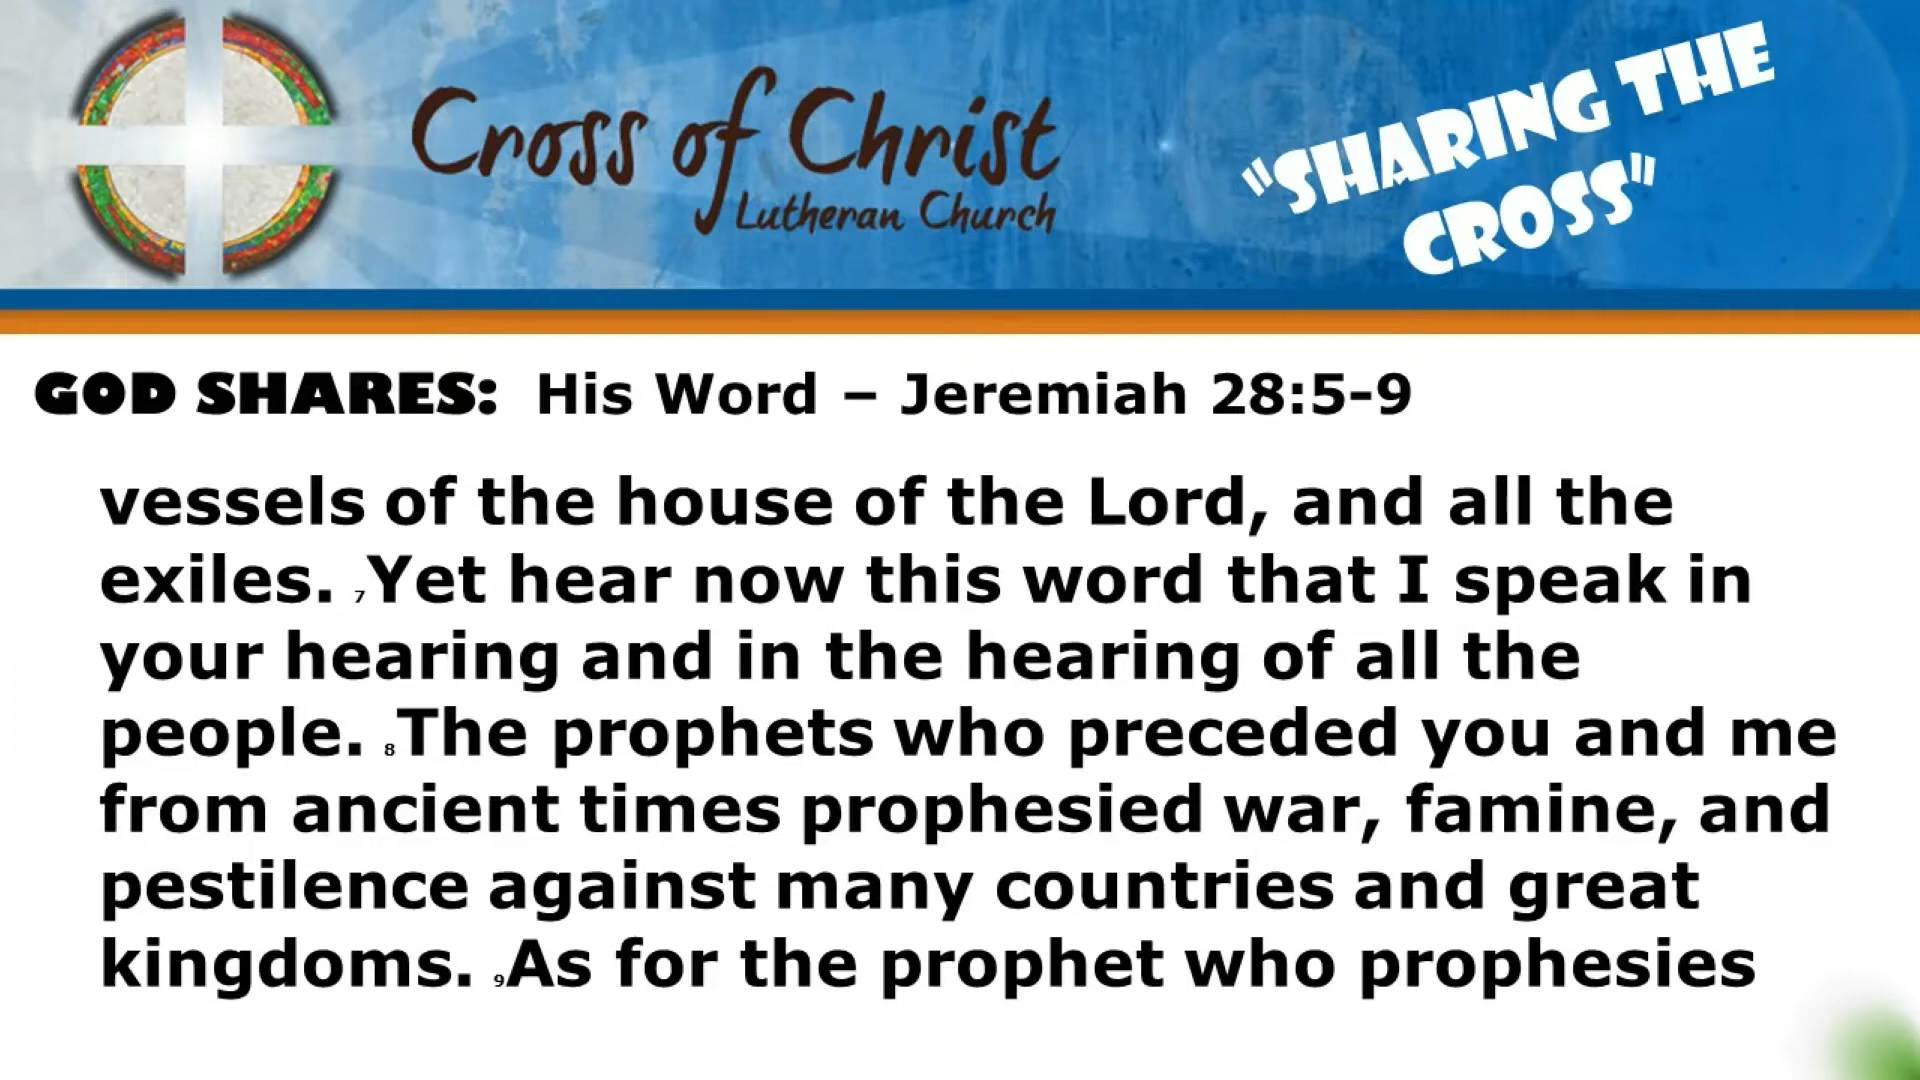 Cross of Christ
Lutheran Church
"SHARING THE
CROSS"
GOD SHARES: His Word – Jeremiah 28:5-9
vessels of the house of the Lord, and all the
exiles. 7Yet hear now this word that I speak in
your hearing and in the hearing of all the
people. 8The prophets who preceded you and me
from ancient times prophesied war, famine, and
pestilence against many countries and great
kingdoms. 9As for the prophet who prophesies